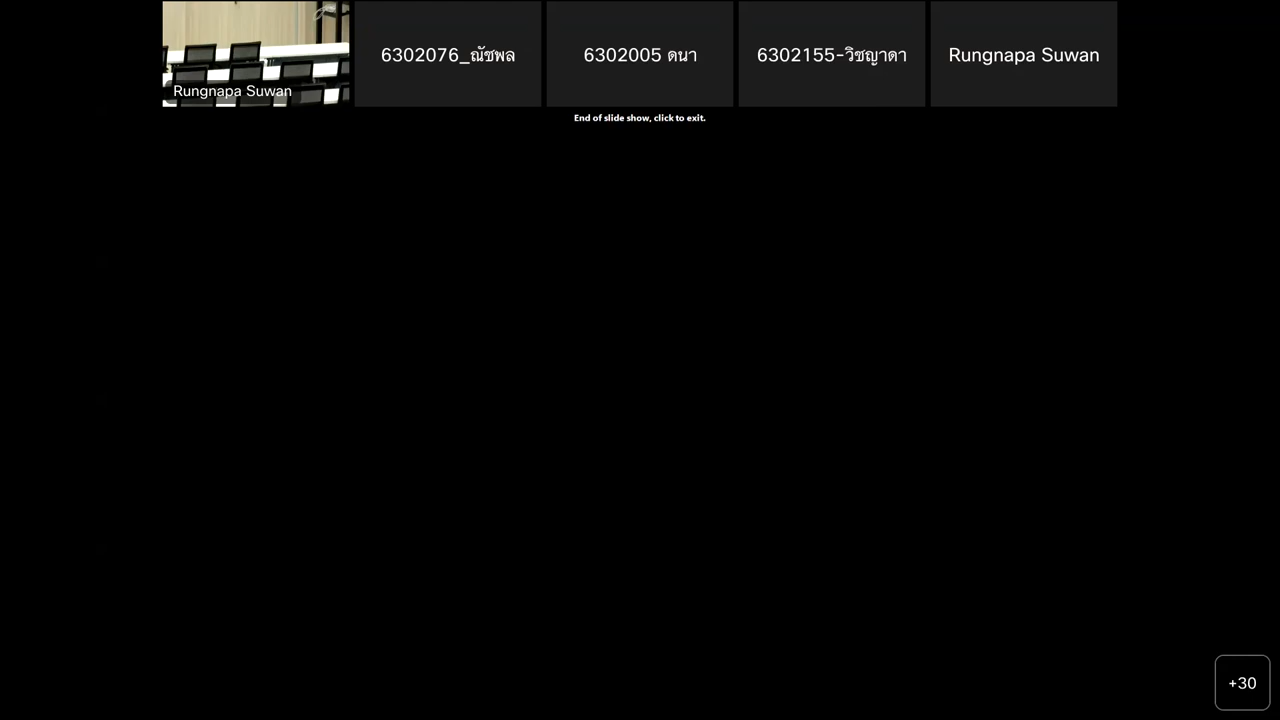 Rungnapa Suwan
6302076_ณัชพล
6302005 ดนา
6302155-วิชญาดา
Rungnapa Suwan
End of slide show, click to exit.
+30